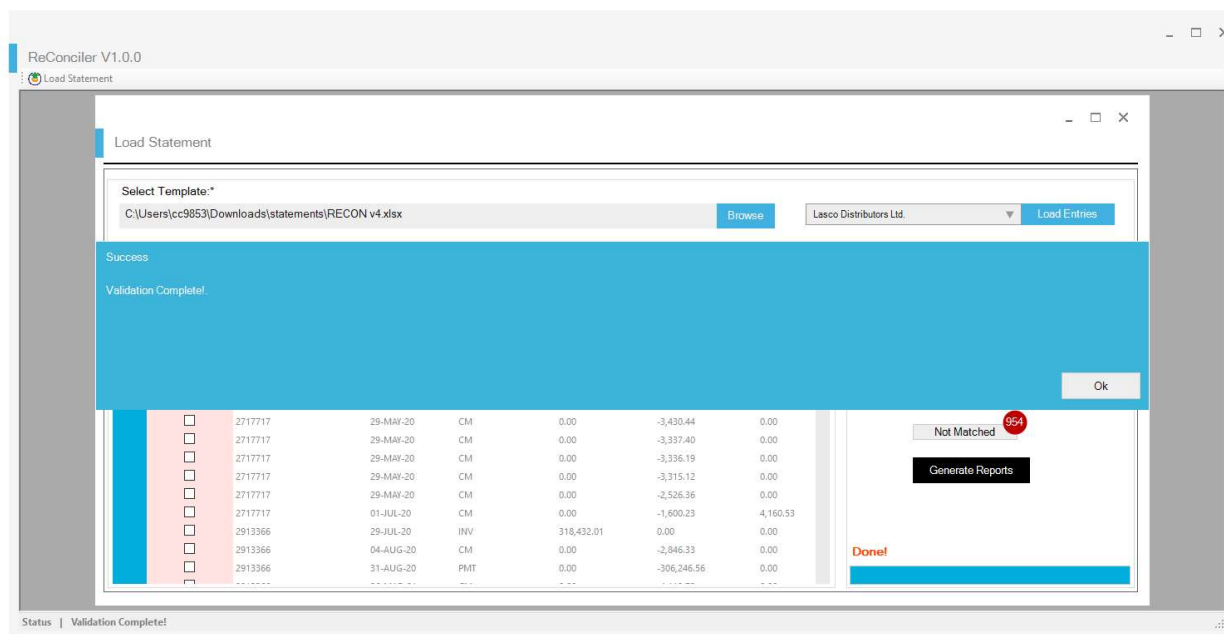 ReConciler V1.0.0
Load Statement
Load Statement
Select Template:*
C:\Users\cc9853\Downloads\statements\RECON v4.xlsx Browse Lasco Distributors Ltd. Load Entries
Success
Validation Complete!.
Ok
2717717 29-MAY-20 CM 0.00 -3,430.44 0.00
2717717 29-MAY-20 CM 0.00 -3,337.40 0.00
2717717 29-MAY-20 CM 0.00 -3,336.19 0.00
2717717 29-MAY-20 CM 0.00 -3,315.12 0.00
2717717 29-MAY-20 CM 0.00 -2,526.36 0.00
2717717 01-JUL-20 CM 0.00 -1,600.23 4,160.53
2913366 29-JUL-20 INV 318,432.01 0.00 0.00
2913366 04-AUG-20 CM 0.00 -2,846.33 0.00
2913366 31-AUG-20 PMT 0.00 -306,246.56 0.00
954
Not Matched
Generate Reports
Done!
Status | Validation Complete!